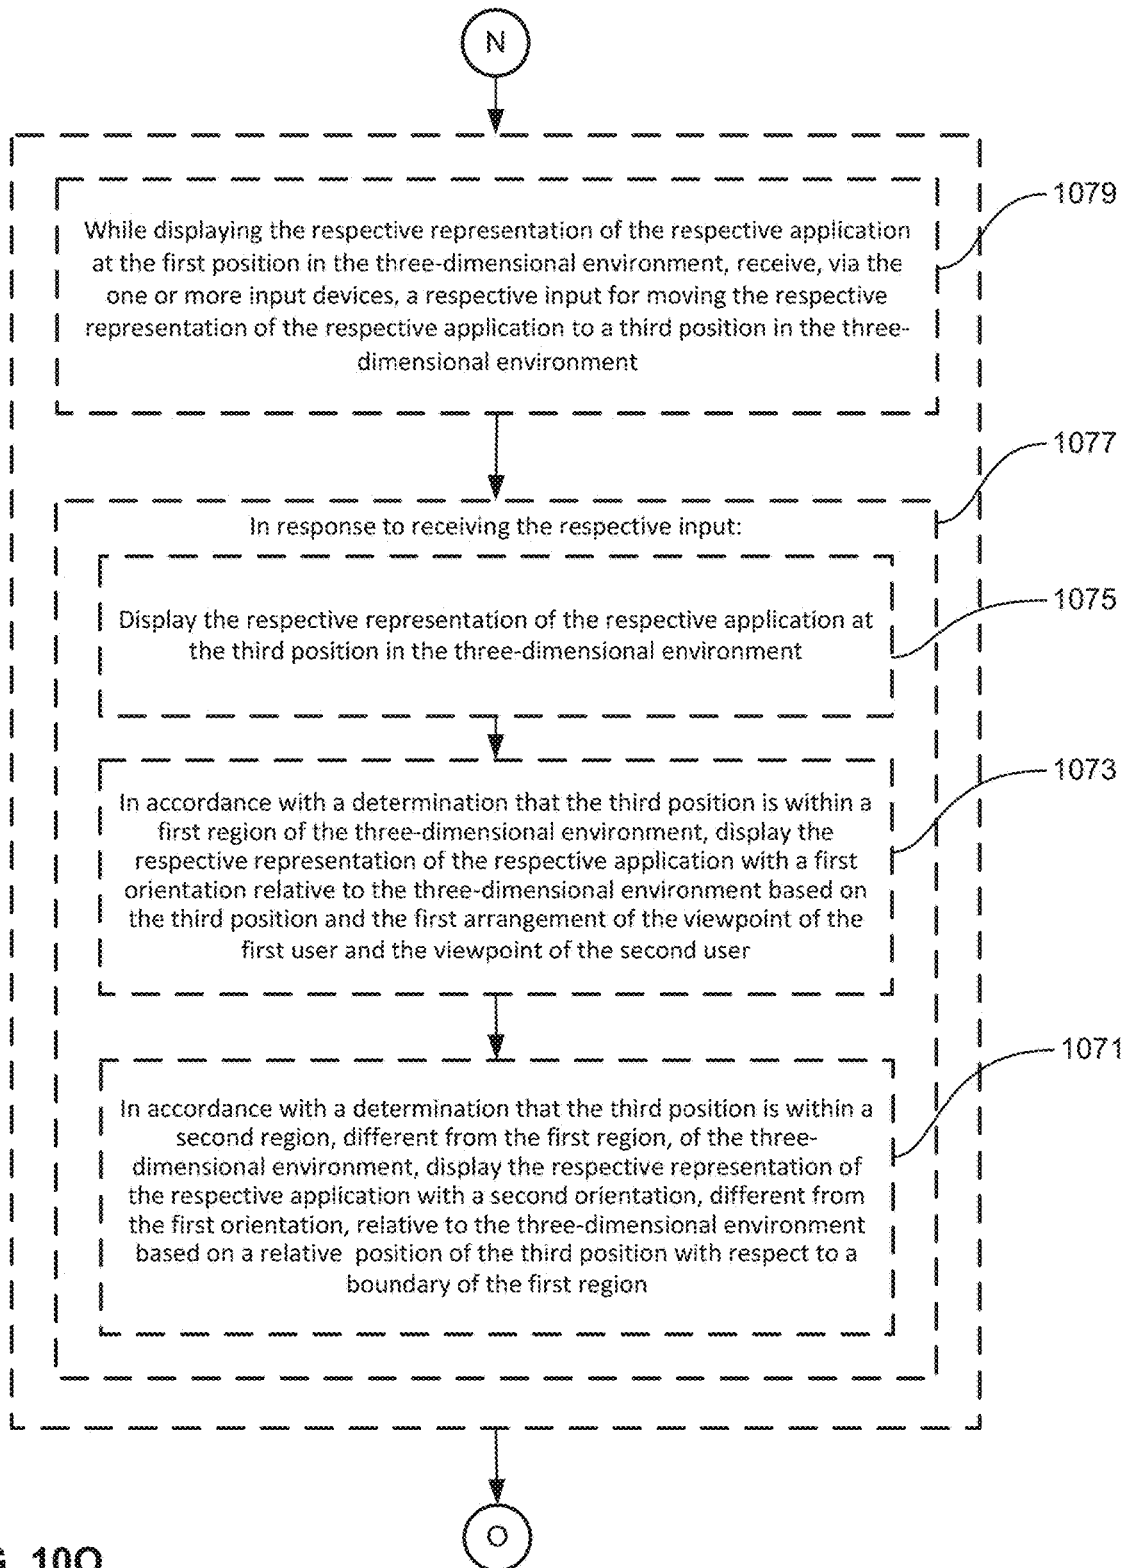 N
1079
While displaying the respective representation of the respective application
at the first position in the three-dimensional environment, receive, via the
one or more input devices, a respective input for moving the respective
representation of the respective application to a third position in the three-
dimensional environment
1077
In response to receiving the respective input:
1075
Display the respective representation of the respective application at
the third position in the three-dimensional environment
1073
In accordance with a determination that the third position is within a
first region of the three-dimensional environment, display the
respective representation of the respective application with a first
orientation relative to the three-dimensional environment based on
the third position and the first arrangement of the viewpoint of the
first user and the viewpoint of the second user
1071
In accordance with a determination that the third position is within a
second region, different from the first region, of the three-
dimensional environment, display the respective representation of
the respective application with a second orientation, different from
the first orientation, relative to the three-dimensional environment
based on a relative position of the third position with respect to a
boundary of the first region
O